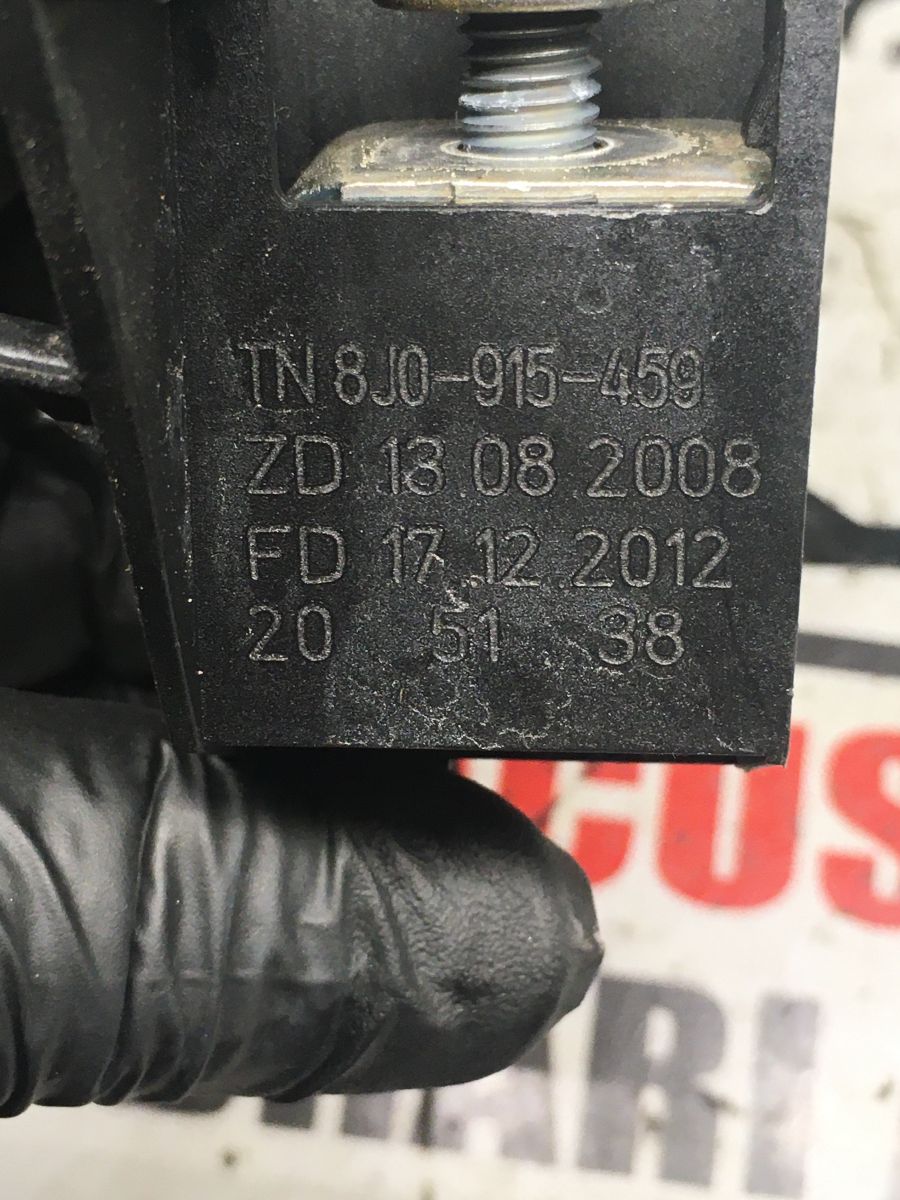 TN 8J0-915-459
ZD 13.08.2008
FD 17.12.2012
20 51 38